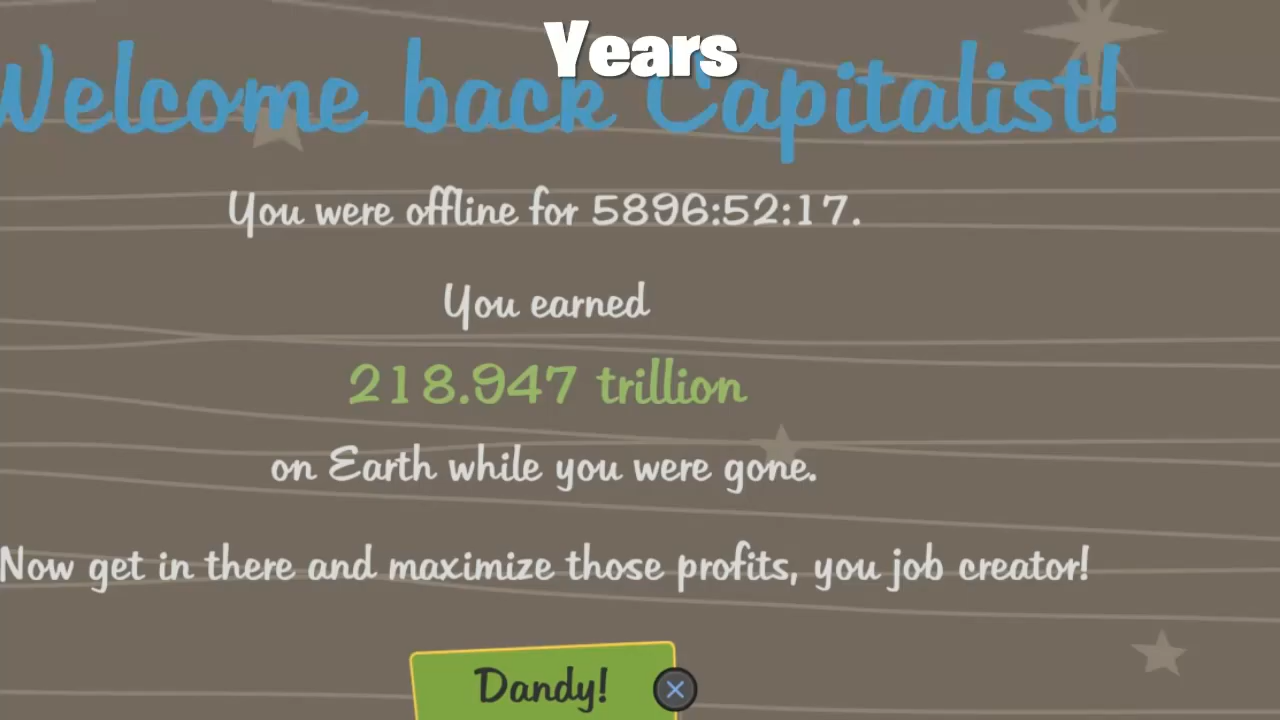 Years
Welcome back Capitalist!
You were offline for 5896:52:17.
You earned
218.947 trillion
on Earth while you were gone.
Now get in there and maximize those profits, you job creator!
Dandy!